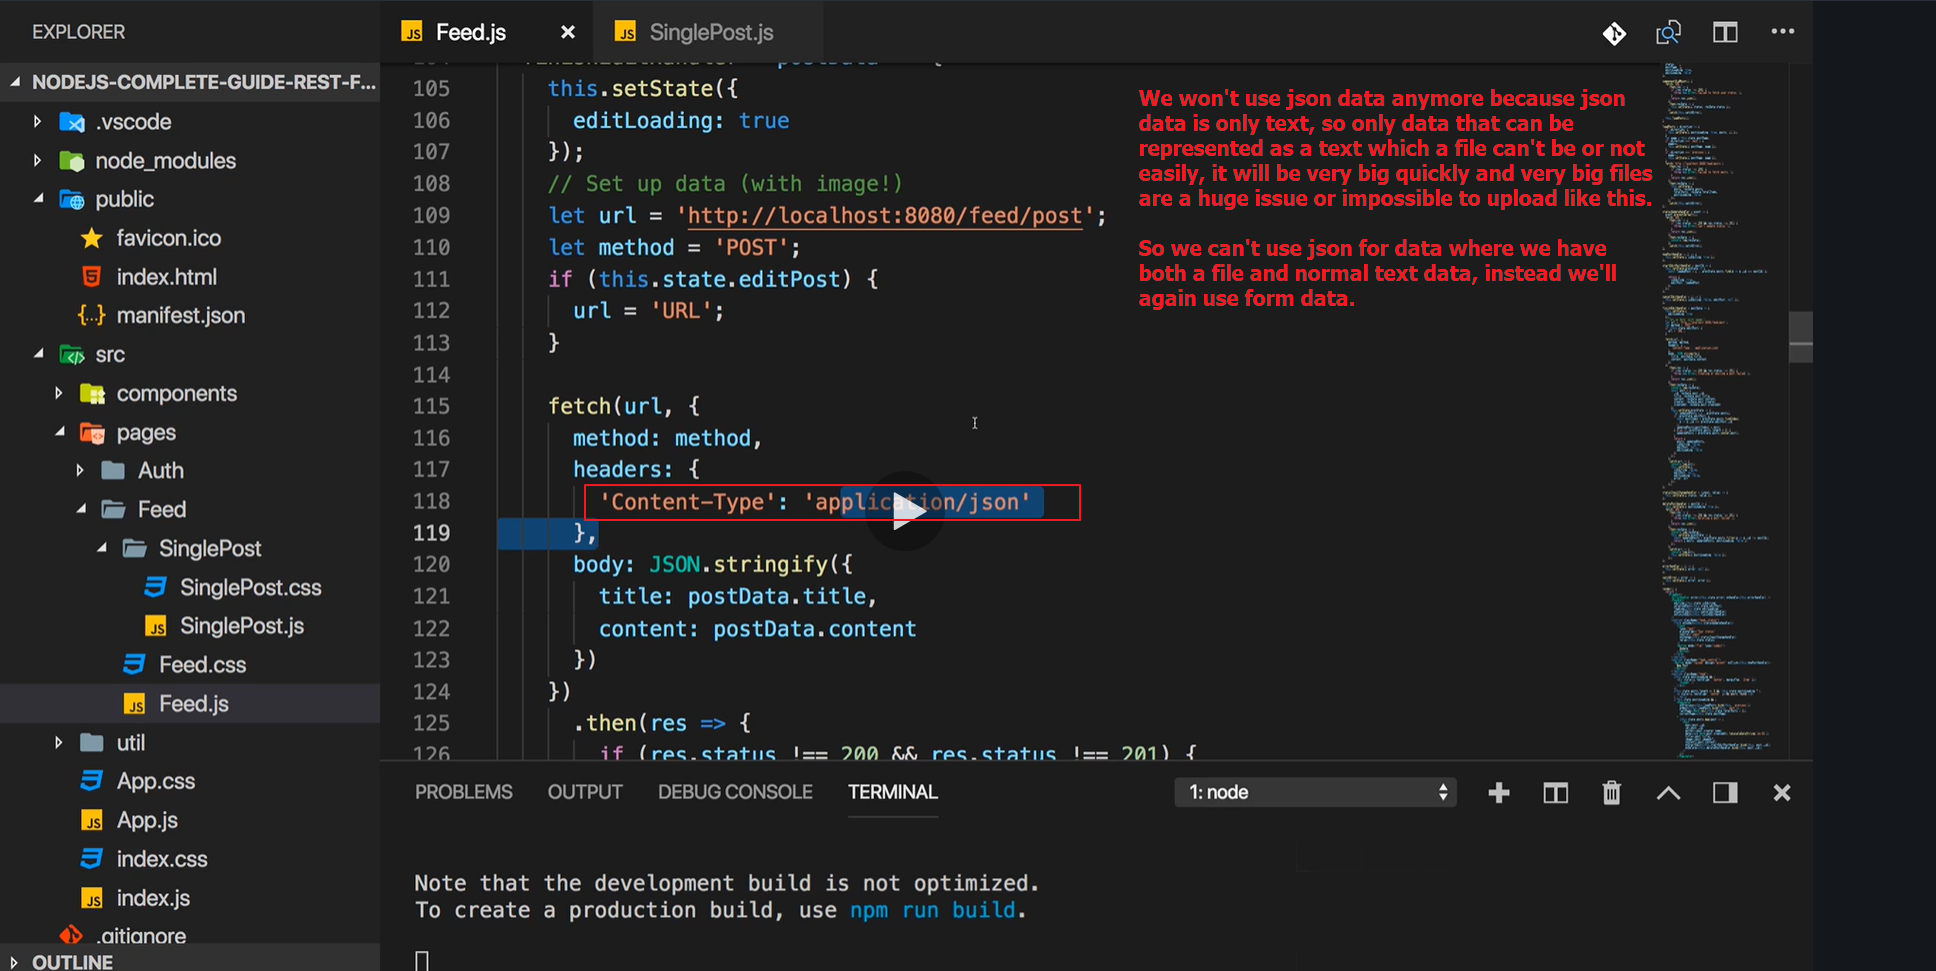 EXPLORER
NODEJS-COMPLETE-GUIDE-REST-F...
.vscode
node_modules
public
favicon.ico
index.html
manifest.json
src
components
pages
Auth
Feed
SinglePost
SinglePost.css
SinglePost.js
Feed.css
Feed.js
util
App.css
App.js
index.css
index.js
.gitignore
OUTLINE
JS Feed.js
JS SinglePost.js
105 this.setState({
106 editLoading: true
107 });
108 // Set up data (with image!)
109 let url = 'http://localhost:8080/feed/post';
110 let method = 'POST';
111 if (this.state.editPost) {
112 url = 'URL';
113 }
114
115 fetch(url, {
116 method: method,
117 headers: {
118 'Content-Type': 'application/json'
119 },
120 body: JSON.stringify({
121 title: postData.title,
122 content: postData.content
123 })
124 })
125 .then(res => {
126 if (res.status !== 200 && res.status !== 201) {
We won't use json data anymore because json
data is only text, so only data that can be
represented as a text which a file can't be or not
easily, it will be very big quickly and very big files
are a huge issue or impossible to upload like this.
So we can't use json for data where we have
both a file and normal text data, instead we'll
again use form data.
PROBLEMS OUTPUT DEBUG CONSOLE TERMINAL
1: node
Note that the development build is not optimized.
To create a production build, use npm run build.